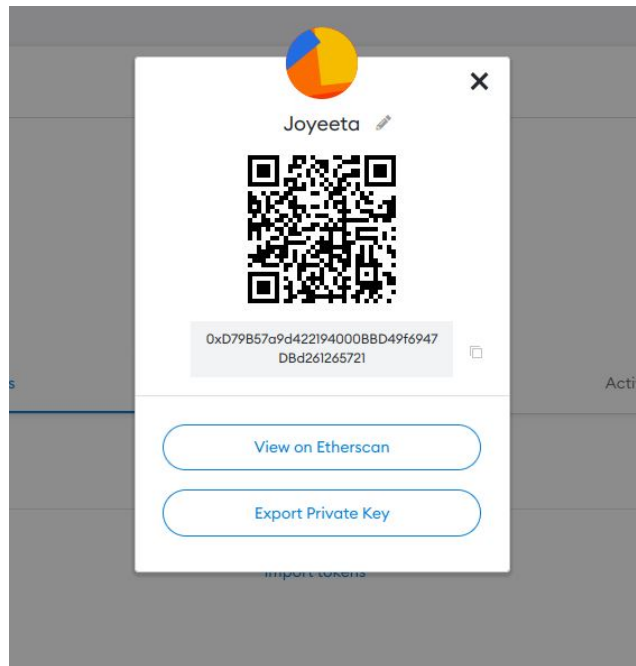 Joyeeta
0xD79B57a9d422194000BBD49f6947
DBd261265721
s
Acti
View on Etherscan
Export Private Key
Import tokens